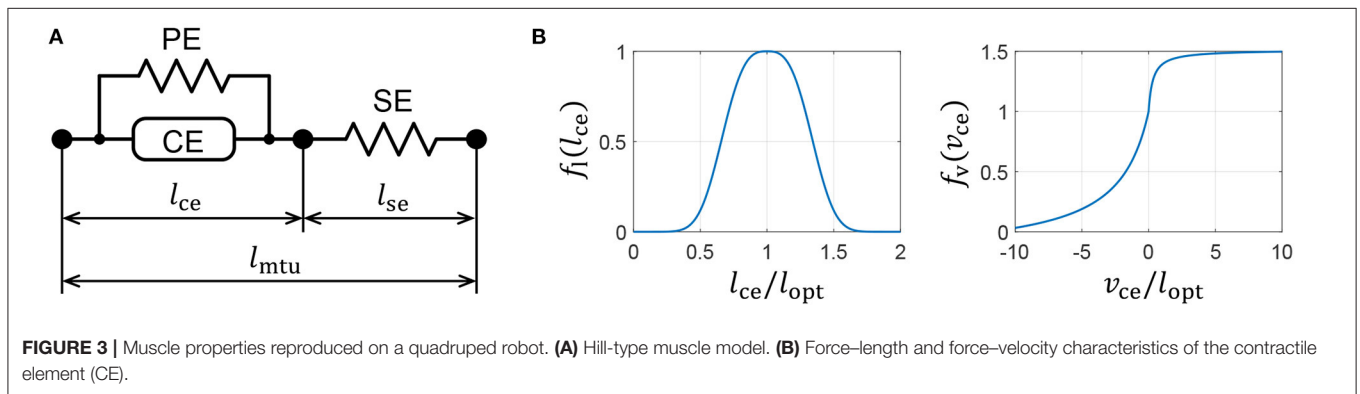 A
PE
CE
SE
l_ce
l_se
l_mtu
B
1
0.5
0
0
0.5
1
1.5
2
f_l(l_ce)
l_ce/l_opt
1.5
1
0.5
0
-10
-5
0
5
10
f_v(v_ce)
v_ce/l_opt
FIGURE 3 | Muscle properties reproduced on a quadruped robot. (A) Hill-type muscle model. (B) Force–length and force–velocity characteristics of the contractile
element (CE).